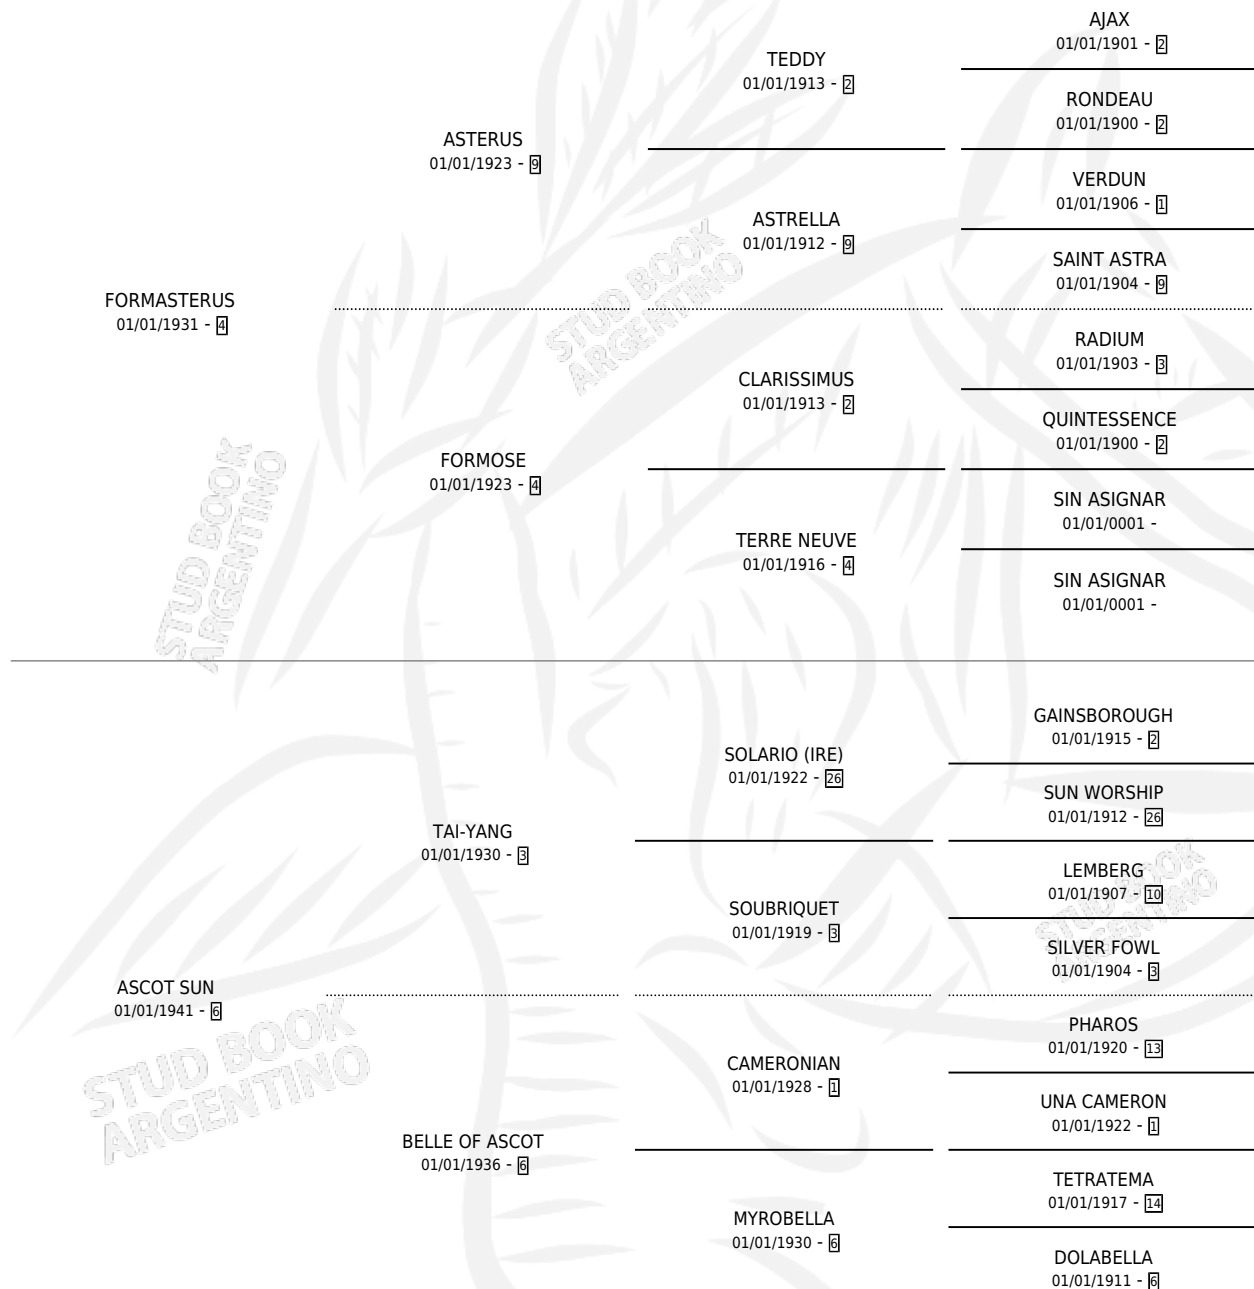 AJAX
01/01/1901 - 2
TEDDY
01/01/1913 - 2
RONDEAU
01/01/1900 - 2
ASTERUS
01/01/1923 - 9
VERDUN
01/01/1906 - 1
ASTRELLA
01/01/1912 - 9
SAINT ASTRA
01/01/1904 - 9
FORMASTERUS
01/01/1931 - 4
RADIUM
01/01/1903 - 3
CLARISSIMUS
01/01/1913 - 2
QUINTESSENCE
01/01/1900 - 2
FORMOSE
01/01/1923 - 4
SIN ASIGNAR
01/01/0001 -
TERRE NEUVE
01/01/1916 - 4
SIN ASIGNAR
01/01/0001 -
GAINSBOROUGH
01/01/1915 - 2
SOLARIO (IRE)
01/01/1922 - 26
SUN WORSHIP
01/01/1912 - 26
TAI-YANG
01/01/1930 - 3
LEMBERG
01/01/1907 - 10
SOUBRIQUET
01/01/1919 - 3
SILVER FOWL
01/01/1904 - 3
ASCOT SUN
01/01/1941 - 6
PHAROS
01/01/1920 - 13
CAMERONIAN
01/01/1928 - 1
UNA CAMERON
01/01/1922 - 1
BELLE OF ASCOT
01/01/1936 - 6
TETRATEMA
01/01/1917 - 14
MYROBELLA
01/01/1930 - 6
DOLABELLA
01/01/1911 - 6
STUD BOOK
ARGENTINO
STUD BOOK
ARGENTINO
STUD BOOK
ARGENTINO
STUD BOOK
ARGENTINO